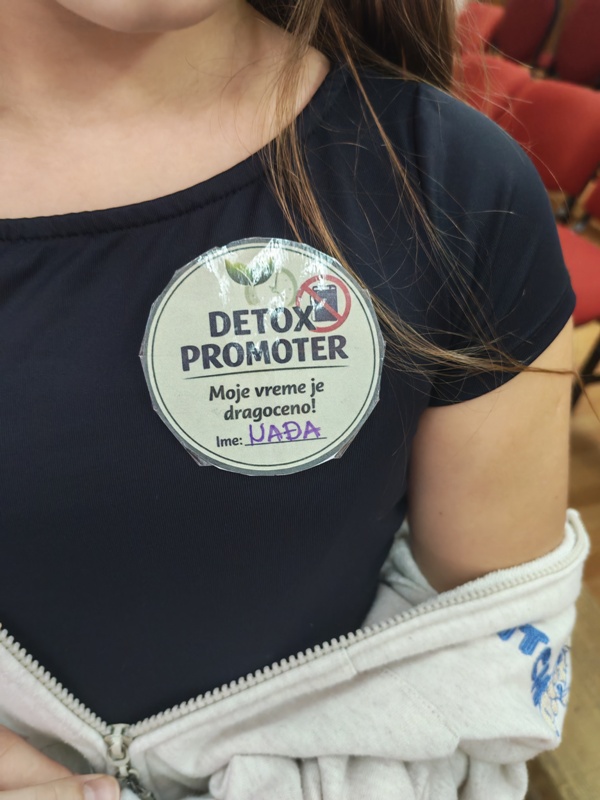 DETOX
PROMOTER
Moje vreme je
dragoceno!
Ime: NAĐA